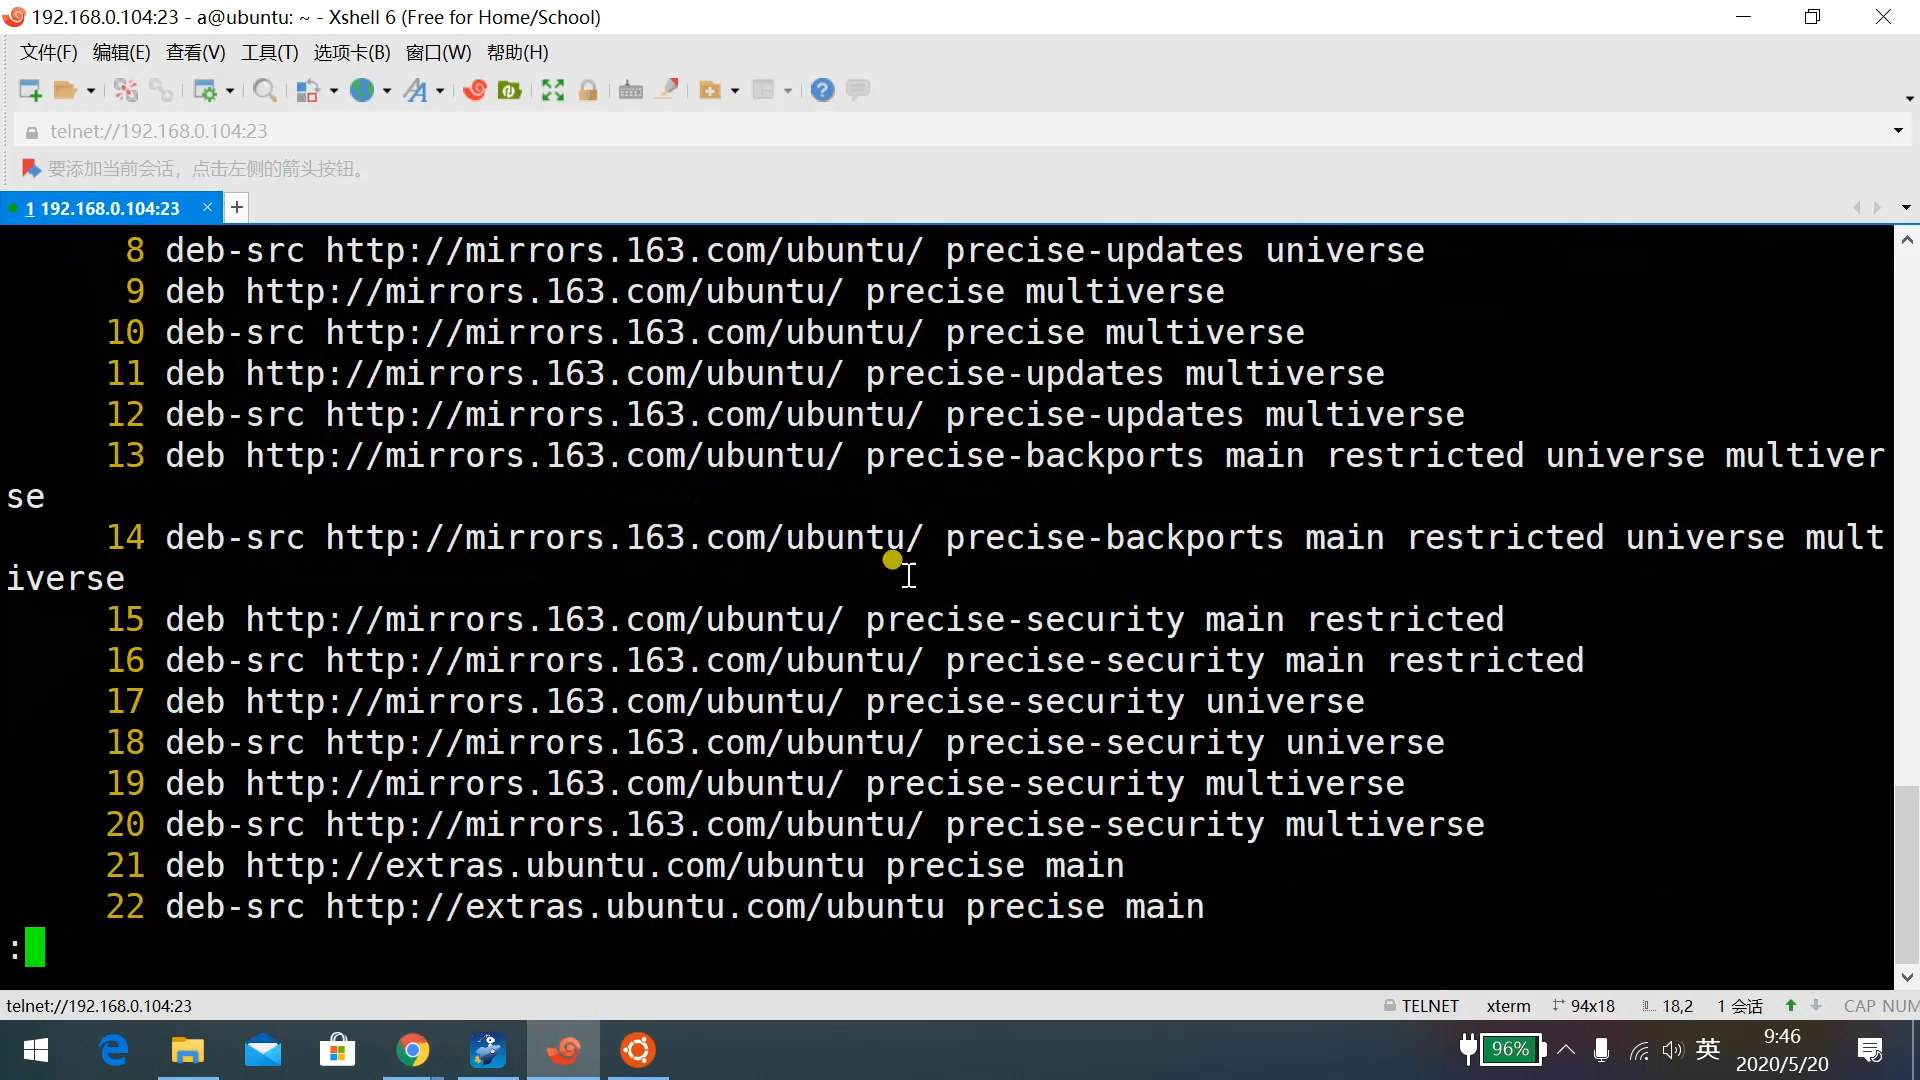 192.168.0.104:23 - a@ubuntu: ~ - Xshell 6 (Free for Home/School)
文件(F) 编辑(E) 查看(V) 工具(T) 选项卡(B) 窗口(W) 帮助(H)
telnet://192.168.0.104:23
要添加当前会话，点击左侧的箭头按钮。
1 192.168.0.104:23
8 deb-src http://mirrors.163.com/ubuntu/ precise-updates universe
9 deb http://mirrors.163.com/ubuntu/ precise multiverse
10 deb-src http://mirrors.163.com/ubuntu/ precise multiverse
11 deb http://mirrors.163.com/ubuntu/ precise-updates multiverse
12 deb-src http://mirrors.163.com/ubuntu/ precise-updates multiverse
13 deb http://mirrors.163.com/ubuntu/ precise-backports main restricted universe multiver
se
14 deb-src http://mirrors.163.com/ubuntu/ precise-backports main restricted universe mult
iverse
15 deb http://mirrors.163.com/ubuntu/ precise-security main restricted
16 deb-src http://mirrors.163.com/ubuntu/ precise-security main restricted
17 deb http://mirrors.163.com/ubuntu/ precise-security universe
18 deb-src http://mirrors.163.com/ubuntu/ precise-security universe
19 deb http://mirrors.163.com/ubuntu/ precise-security multiverse
20 deb-src http://mirrors.163.com/ubuntu/ precise-security multiverse
21 deb http://extras.ubuntu.com/ubuntu precise main
22 deb-src http://extras.ubuntu.com/ubuntu precise main
:
telnet://192.168.0.104:23 TELNET xterm 94x18 18,2 1 会话 CAP NUM
96% 英 9:46
2020/5/20